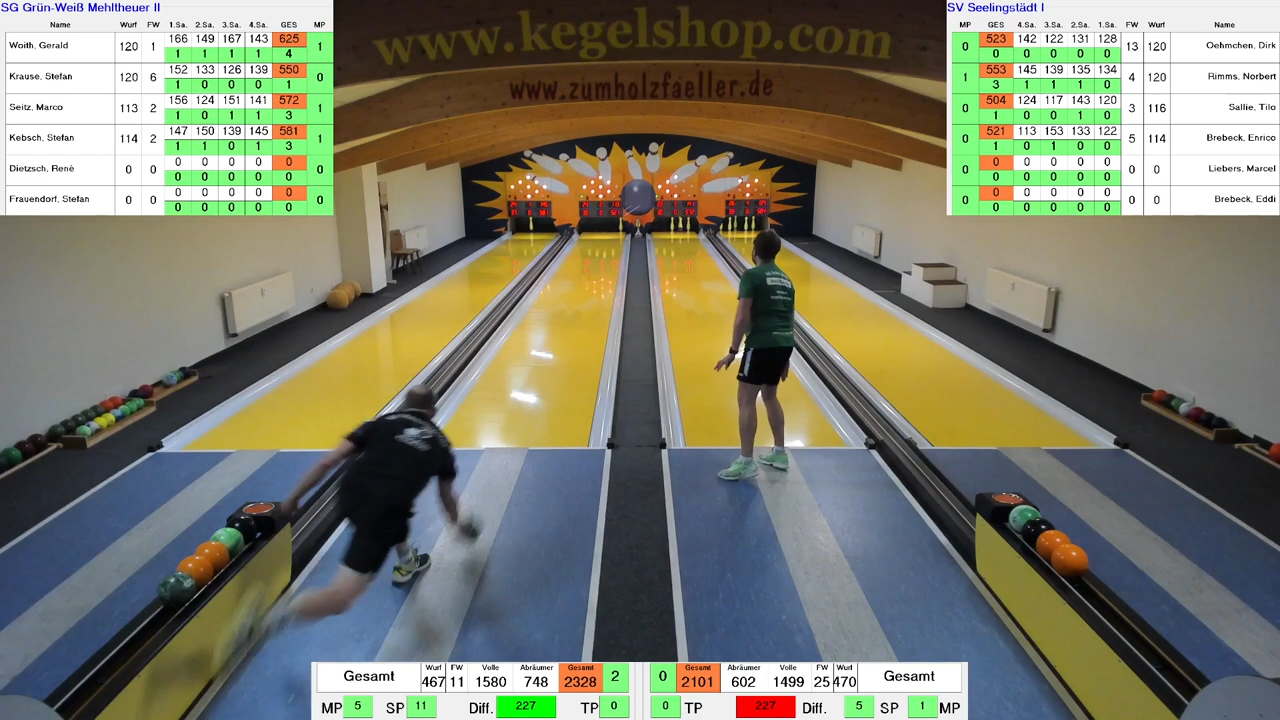 SG Grün-Weiß Mehltheuer II
Name Wurf FW 1.Sa. 2.Sa. 3.Sa. 4.Sa. GES MP
Woith, Gerald 120 1 166 149 167 143 625 1
1 1 1 1 4
Krause, Stefan 120 6 152 133 126 139 550 0
1 0 0 0 1
Seitz, Marco 113 2 156 124 151 141 572 1
1 0 1 1 3
Kebsch, Stefan 114 2 147 150 139 145 581 1
1 1 0 1 3
Dietzsch, Renè 0 0 0 0 0 0 0 0
0 0 0 0 0
Frauendorf, Stefan 0 0 0 0 0 0 0 0
0 0 0 0 0
www.kegelshop.com
www.zumholzfaeller.de
SV Seelingstädt I
MP GES 4.Sa. 3.Sa. 2.Sa. 1.Sa. FW Wurf Name
0 523 142 122 131 128 13 120 Oehmchen, Dirk
0 0 0 0 0
1 553 145 139 135 134 4 120 Rimms, Norbert
3 1 1 1 0
0 504 124 117 143 120 3 116 Sallie, Tilo
1 0 0 1 0
0 521 113 153 133 122 5 114 Brebeck, Enrico
1 0 1 0 0
0 0 0 0 0 0 0 0 Liebers, Marcel
0 0 0 0 0
0 0 0 0 0 0 0 0 Brebeck, Eddi
0 0 0 0 0
Gesamt Wurf FW Volle Abräumer Gesamt
467 11 1580 748 2328 2
MP 5 SP 11 Diff. 227 TP 0
0 Gesamt Abräumer Volle FW Wurf Gesamt
2101 602 1499 25 470
0 TP 227 Diff. 5 SP 1 MP